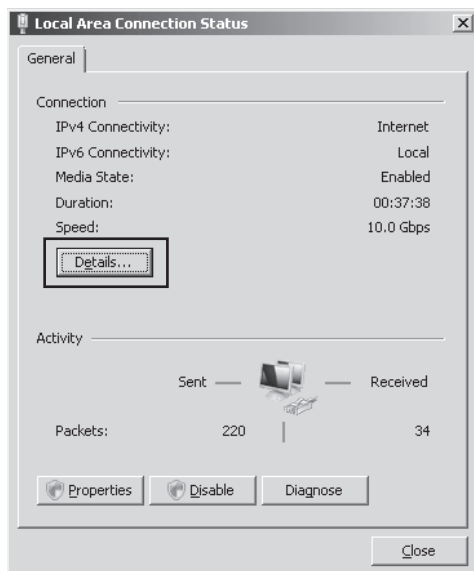 Local Area Connection Status
General
Connection
IPv4 Connectivity: Internet
IPv6 Connectivity: Local
Media State: Enabled
Duration: 00:37:38
Speed: 10.0 Gbps
Details...
Activity
Sent Received
Packets: 220 34
Properties Disable Diagnose
Close